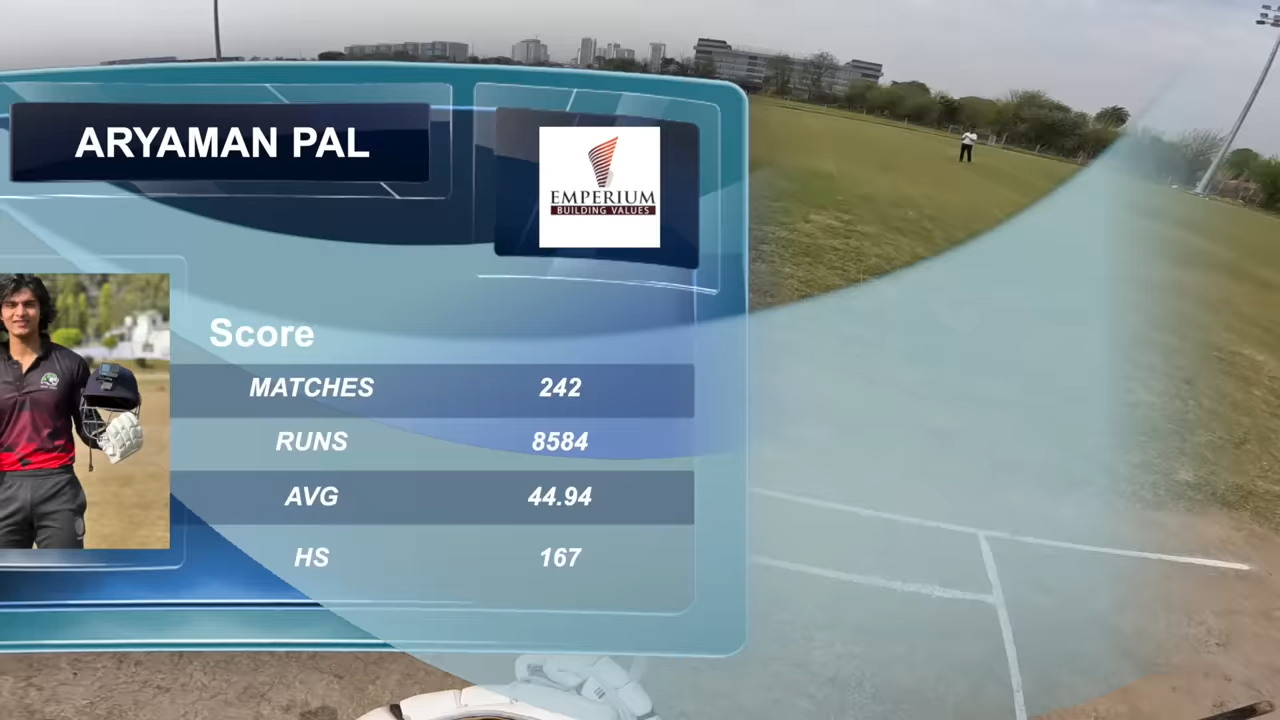 ARYAMAN PAL
EMPERIUM
BUILDING VALUES
Score
MATCHES 242
RUNS 8584
AVG 44.94
HS 167